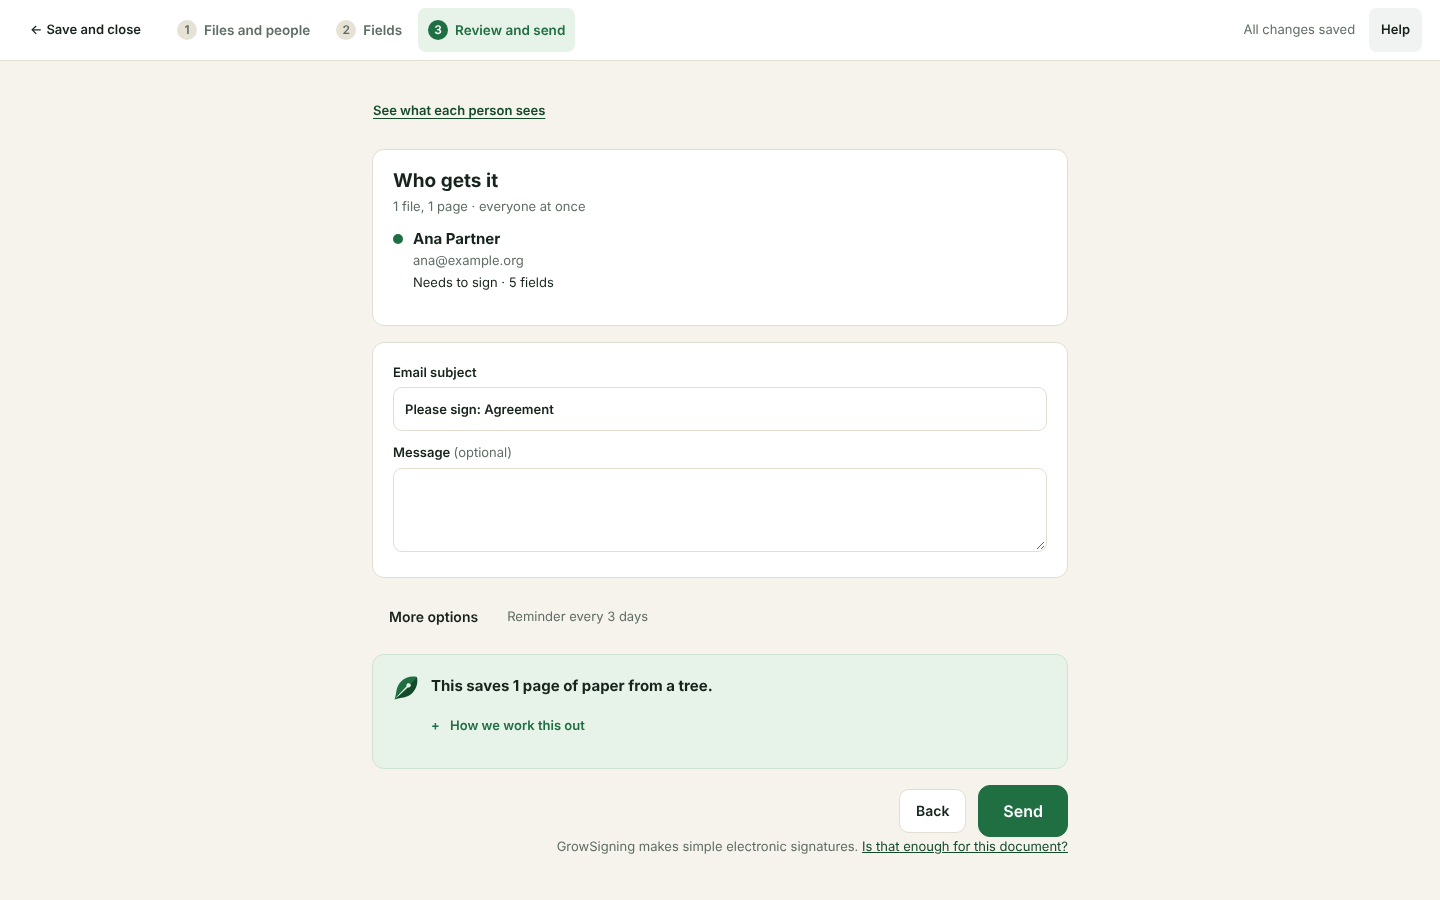 ← Save and close
1 Files and people
2 Fields
3 Review and send
All changes saved
Help
See what each person sees
Who gets it
1 file, 1 page · everyone at once
Ana Partner
ana@example.org
Needs to sign · 5 fields
Email subject
Please sign: Agreement
Message (optional)
More options
Reminder every 3 days
This saves 1 page of paper from a tree.
+ How we work this out
Back
Send
GrowSigning makes simple electronic signatures. Is that enough for this document?